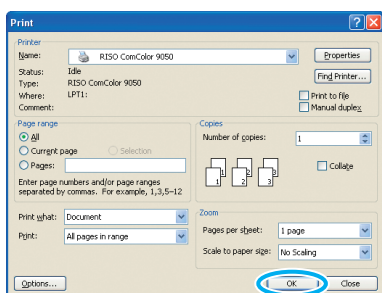 Print
Printer
Name: RISO ComColor 9050 Properties
Status: Idle Find Printer...
Type: RISO ComColor 9050
Where: LPT1: Print to file
Comment: Manual duplex
Page range
All
Current page Selection
Pages:
Enter page numbers and/or page ranges
separated by commas. For example, 1,3,5–12
Copies
Number of copies: 1
1 1 2 2 3 3
Collate
Print what: Document
Print: All pages in range
Zoom
Pages per sheet: 1 page
Scale to paper size: No Scaling
Options... OK Close